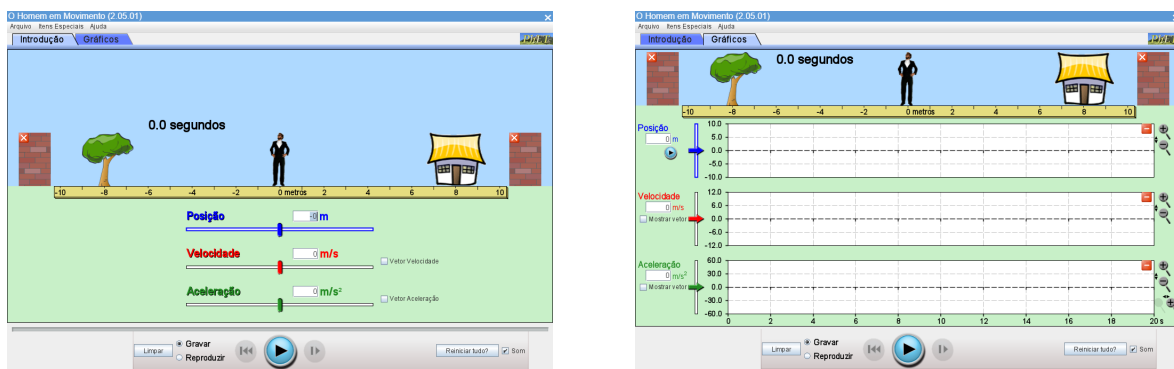 O Homem em Movimento (2.05.01)
Arquivo Itens Especiais Ajuda
Introdução Gráficos
0.0 segundos
-10 -8 -6 -4 -2 0 metros 2 4 6 8 10
Posição -0 m
Velocidade 0 m/s
Vetor Velocidade
Aceleração 0 m/s²
Vetor Aceleração
Limpar
Gravar
Reproduzir
Reiniciar tudo?
Som
O Homem em Movimento (2.05.01)
Arquivo Itens Especiais Ajuda
Introdução Gráficos
0.0 segundos
-10 -8 -6 -4 -2 0 metros 2 4 6 8 10
Posição
0 m
10.0
5.0
0.0
-5.0
-10.0
Velocidade
0 m/s
Mostrar vetor
12.0
6.0
0.0
-6.0
-12.0
Aceleração
0 m/s²
Mostrar vetor
60.0
30.0
0.0
-30.0
-60.0
0 2 4 6 8 10 12 14 16 18 20 s
Limpar
Gravar
Reproduzir
Reiniciar tudo?
Som